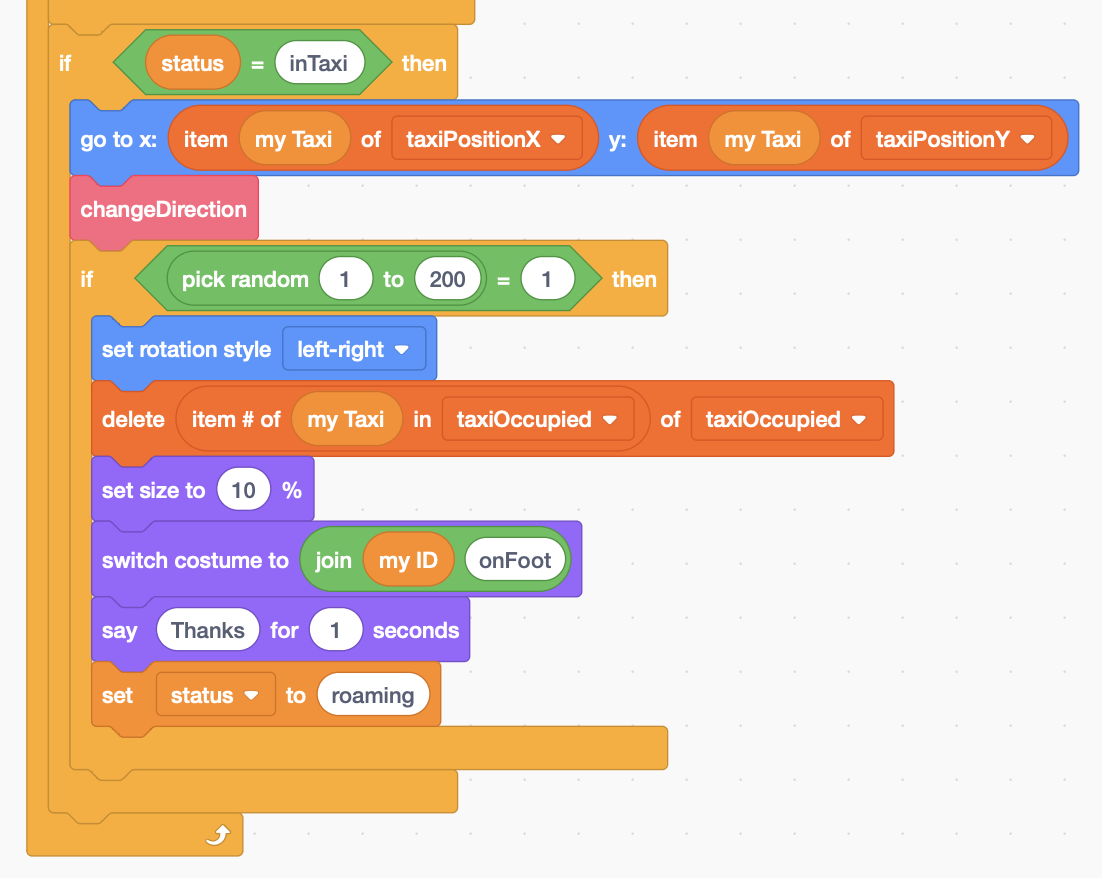 if status = inTaxi then
go to x: item my Taxi of taxiPositionX y: item my Taxi of taxiPositionY
changeDirection
if pick random 1 to 200 = 1 then
set rotation style left-right
delete item # of my Taxi in taxiOccupied of taxiOccupied
set size to 10 %
switch costume to join my ID onFoot
say Thanks for 1 seconds
set status to roaming